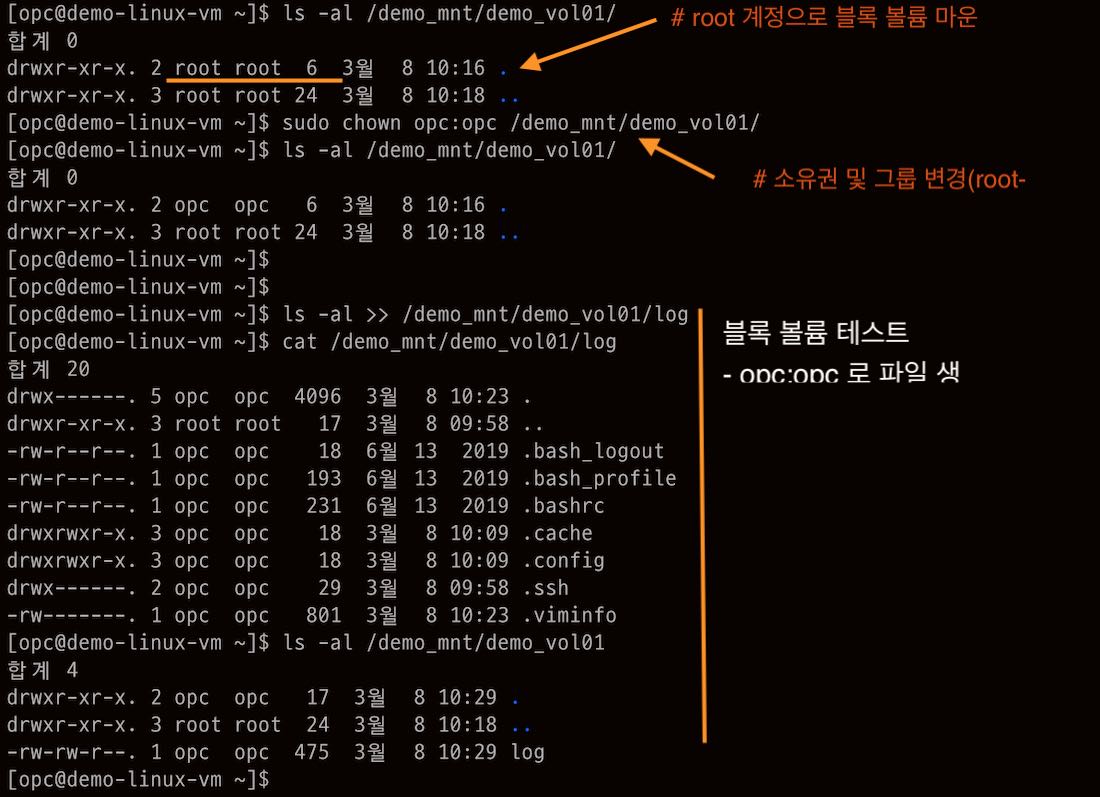 [opc@demo-linux-vm ~]$ ls -al /demo_mnt/demo_vol01/
# root 계정으로 블록 볼륨 마운
합계 0
drwxr-xr-x. 2 root root  6  3월   8 10:16 .
drwxr-xr-x. 3 root root 24  3월   8 10:18 ..
[opc@demo-linux-vm ~]$ sudo chown opc:opc /demo_mnt/demo_vol01/
[opc@demo-linux-vm ~]$ ls -al /demo_mnt/demo_vol01/
# 소유권 및 그룹 변경(root-
합계 0
drwxr-xr-x. 2 opc  opc   6  3월   8 10:16 .
drwxr-xr-x. 3 root root 24  3월   8 10:18 ..
[opc@demo-linux-vm ~]$
[opc@demo-linux-vm ~]$
[opc@demo-linux-vm ~]$ ls -al >> /demo_mnt/demo_vol01/log
[opc@demo-linux-vm ~]$ cat /demo_mnt/demo_vol01/log
합계 20
drwx------. 5 opc  opc  4096  3월   8 10:23 .
drwxr-xr-x. 3 root root   17  3월   8 09:58 ..
-rw-r--r--. 1 opc  opc    18  6월  13  2019 .bash_logout
-rw-r--r--. 1 opc  opc   193  6월  13  2019 .bash_profile
-rw-r--r--. 1 opc  opc   231  6월  13  2019 .bashrc
drwxrwxr-x. 3 opc  opc    18  3월   8 10:09 .cache
drwxrwxr-x. 3 opc  opc    18  3월   8 10:09 .config
drwx------. 2 opc  opc    29  3월   8 09:58 .ssh
-rw-------. 1 opc  opc   801  3월   8 10:23 .viminfo
[opc@demo-linux-vm ~]$ ls -al /demo_mnt/demo_vol01
합계 4
drwxr-xr-x. 2 opc  opc   17  3월   8 10:29 .
drwxr-xr-x. 3 root root  24  3월   8 10:18 ..
-rw-rw-r--. 1 opc  opc  475  3월   8 10:29 log
[opc@demo-linux-vm ~]$
블록 볼륨 테스트
- opc:opc 로 파일 생